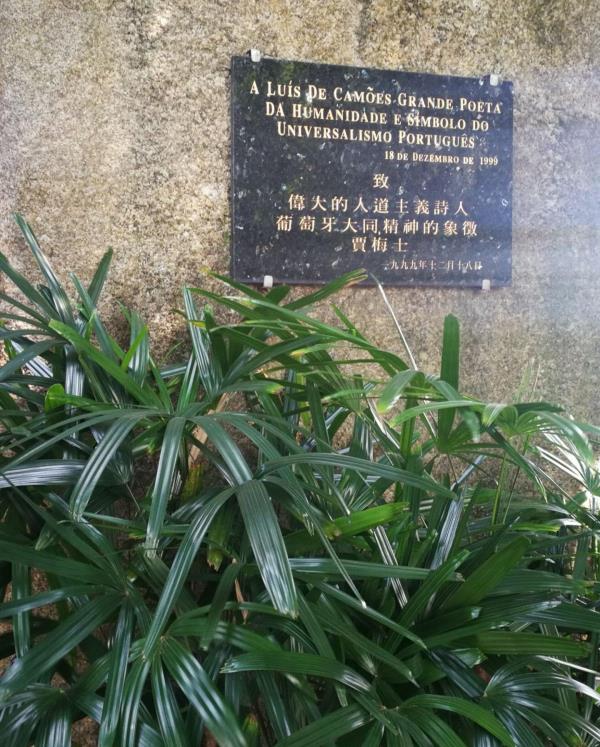 A LUÍS DE CAMÕES GRANDE POETA
DA HUMANIDADE E SÍMBOLO DO
UNIVERSALISMO PORTUGUÊS
18 DE DEZEMBRO DE 1999
致
偉大的人道主義詩人
葡萄牙大同精神的象徵
賈梅士
一九九九年十二月十八日